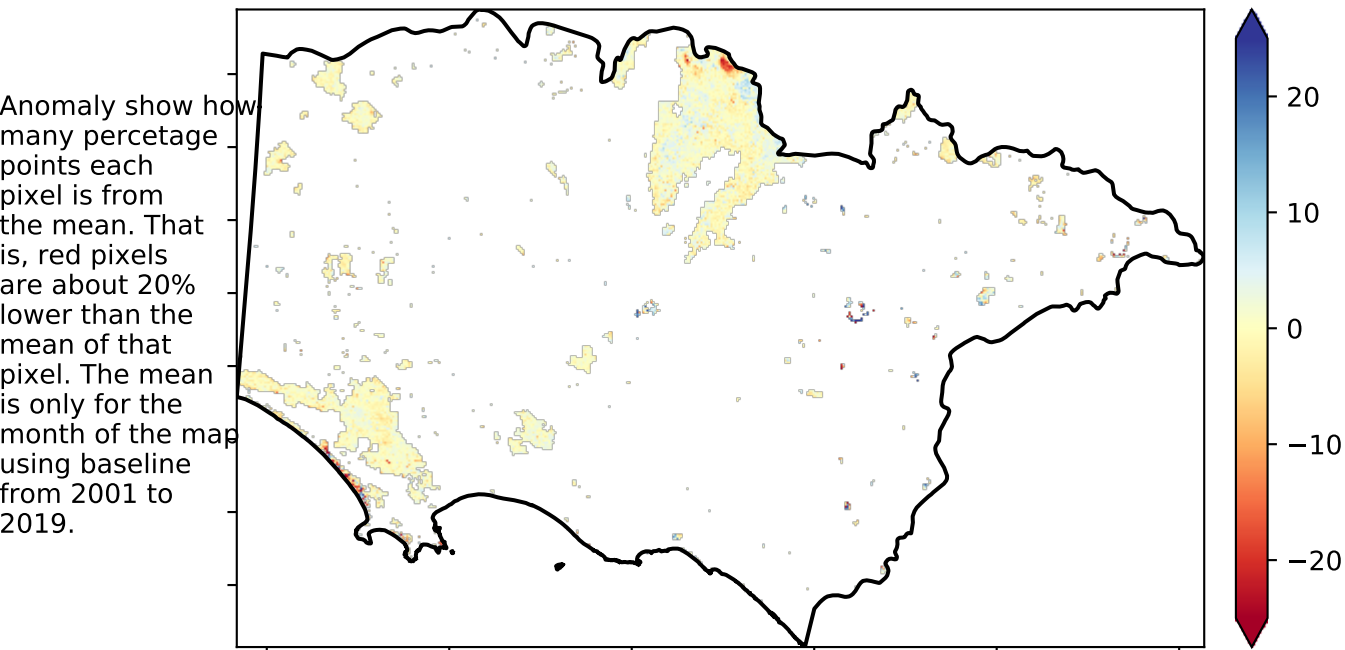 Anomaly show how
many percetage
points each
pixel is from
the mean. That
is, red pixels
are about 20%
lower than the
mean of that
pixel. The mean
is only for the
month of the map
using baseline
from 2001 to
2019.
20
10
0
−10
−20